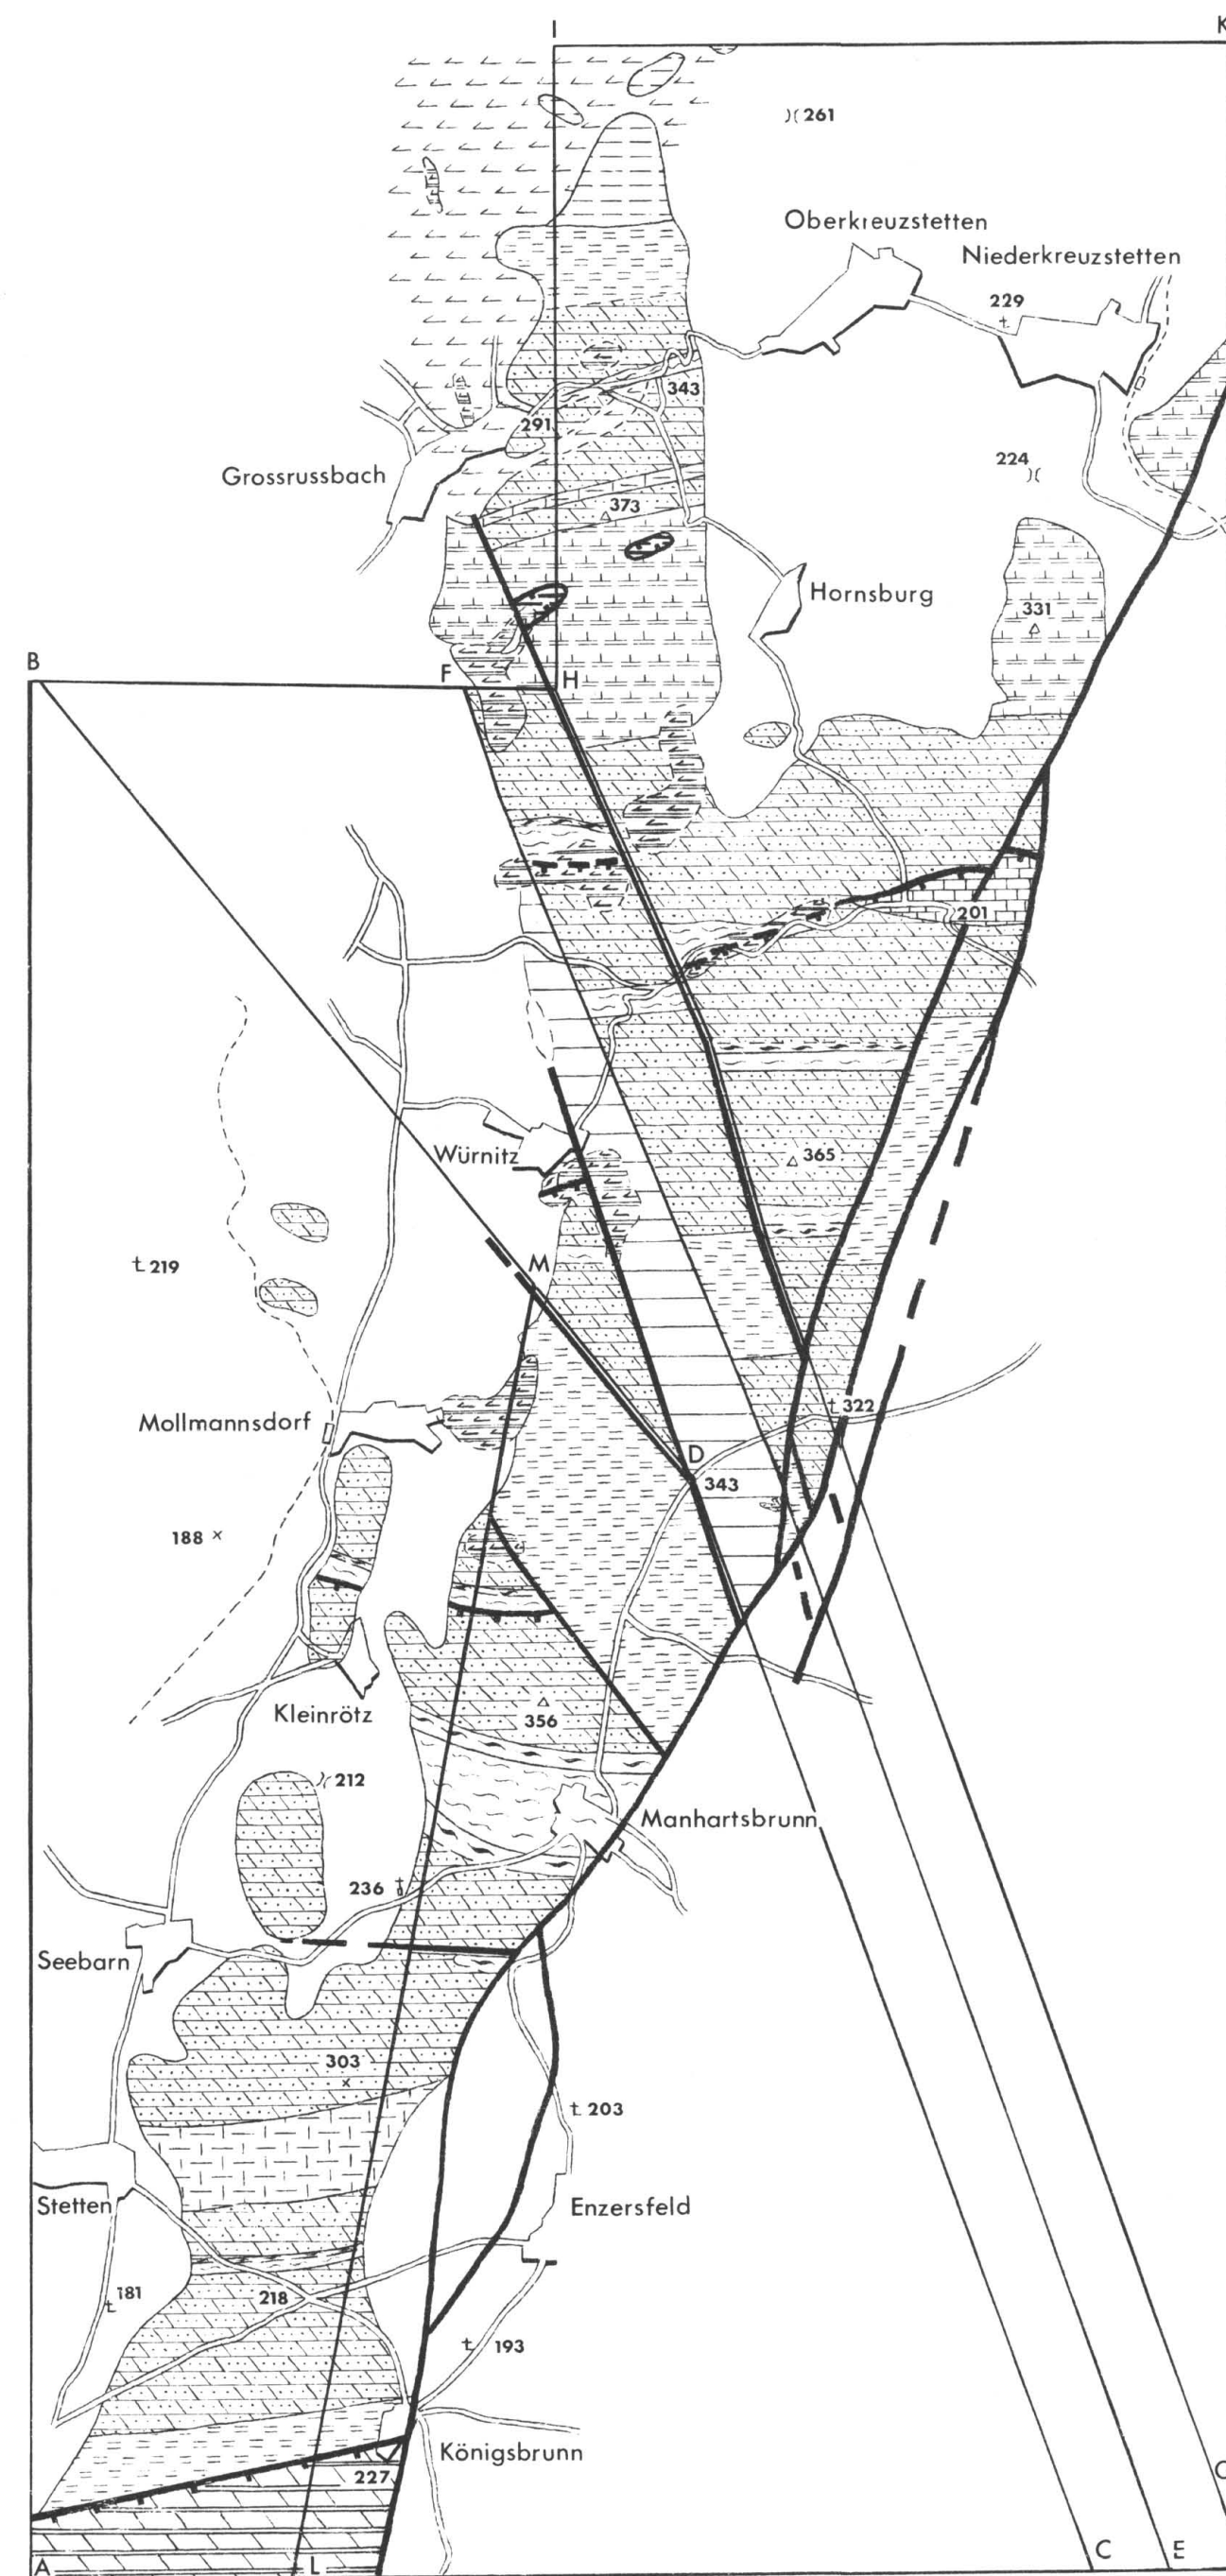 I
K
261
Oberkreuzstetten
Niederkreuzstetten
229
343
291
Grossrussbach
224
373
Hornsburg
331
B
F
H
201
Würnitz
365
219
M
322
Mollmannsdorf
D
343
188
Kleinrötz
356
212
Manhartsbrunn
236
Seebarn
303
203
Stetten
Enzersfeld
181
218
193
Königsbrunn
227
A
L
C
E